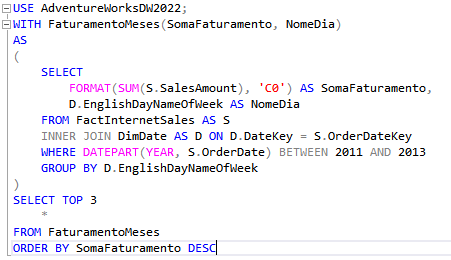 USE AdventureWorksDW2022;
WITH FaturamentoMeses(SomaFaturamento, NomeDia)
AS
(
    SELECT
        FORMAT(SUM(S.SalesAmount), 'C0') AS SomaFaturamento,
        D.EnglishDayNameOfWeek AS NomeDia
    FROM FactInternetSales AS S
    INNER JOIN DimDate AS D ON D.DateKey = S.OrderDateKey
    WHERE DATEPART(YEAR, S.OrderDate) BETWEEN 2011 AND 2013
    GROUP BY D.EnglishDayNameOfWeek
)
SELECT TOP 3
    *
FROM FaturamentoMeses
ORDER BY SomaFaturamento DESC